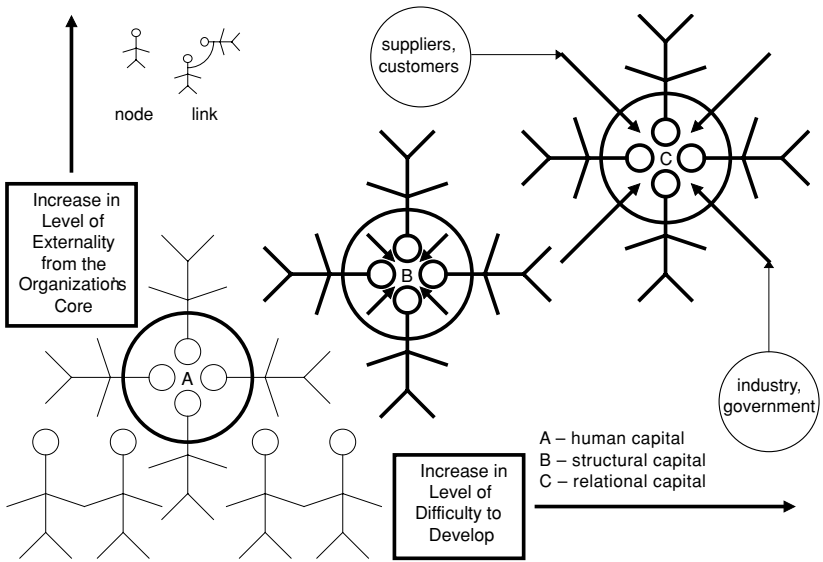 node
link
suppliers,
customers
C
Increase in
Level of
Externality
from the
Organization's
Core
B
A
industry,
government
A – human capital
B – structural capital
C – relational capital
Increase in
Level of
Difficulty to
Develop